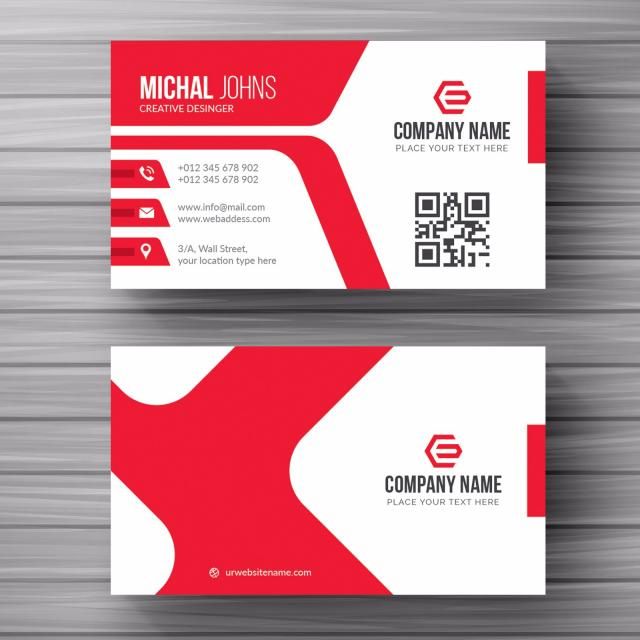 MICHAL JOHNS
CREATIVE DESINGER
+012 345 678 902
+012 345 678 902
www.info@mail.com
www.webaddess.com
3/A, Wall Street,
your location type here
COMPANY NAME
PLACE YOUR TEXT HERE
COMPANY NAME
PLACE YOUR TEXT HERE
urwebsitename.com